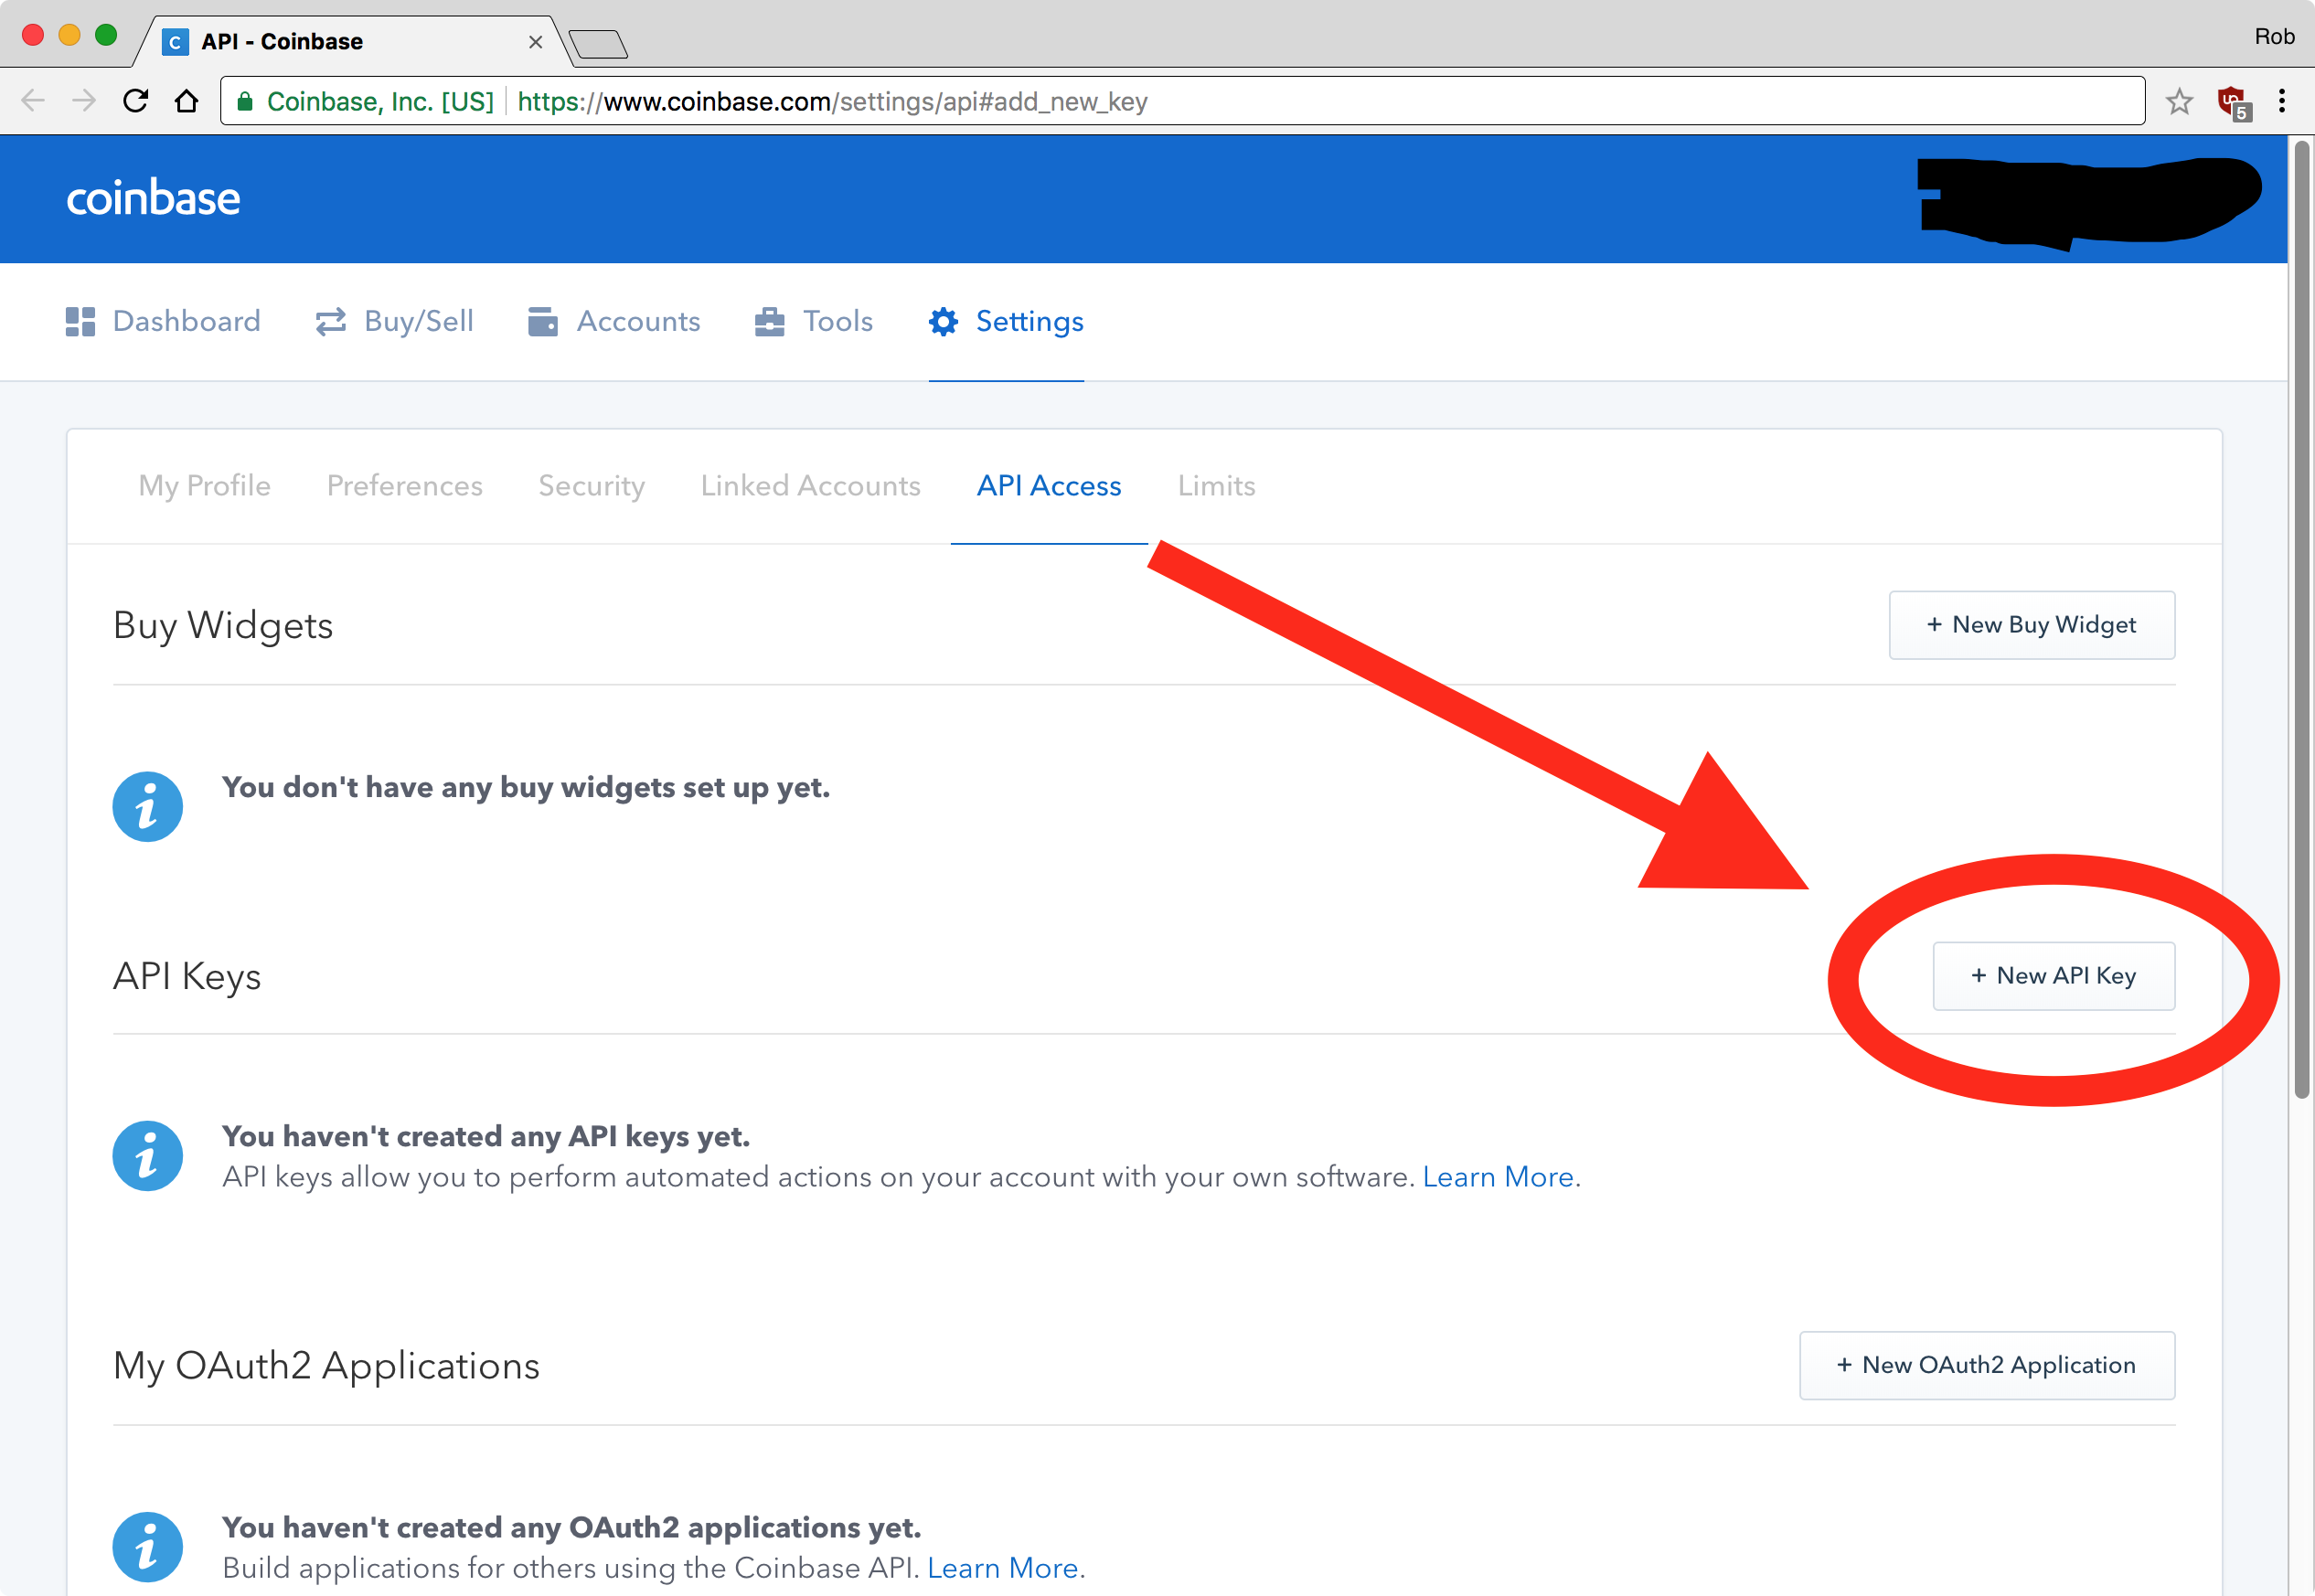 API - Coinbase
Rob
Coinbase, Inc. [US] https://www.coinbase.com/settings/api#add_new_key
5
coinbase
Dashboard Buy/Sell Accounts Tools Settings
My Profile Preferences Security Linked Accounts API Access Limits
Buy Widgets
+ New Buy Widget
You don't have any buy widgets set up yet.
API Keys
+ New API Key
You haven't created any API keys yet.
API keys allow you to perform automated actions on your account with your own software. Learn More.
My OAuth2 Applications
+ New OAuth2 Application
You haven't created any OAuth2 applications yet.
Build applications for others using the Coinbase API. Learn More.